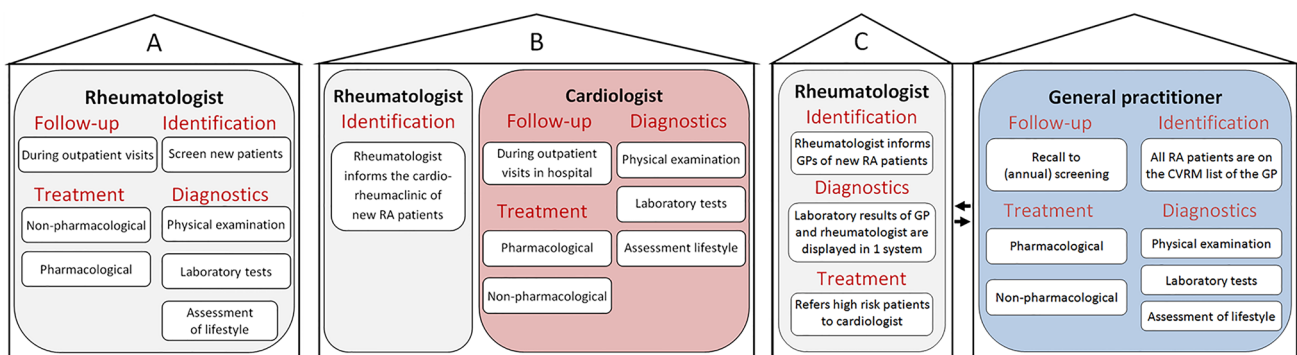 A
Rheumatologist
Follow-up
During outpatient visits
Treatment
Non-pharmacological
Pharmacological
Identification
Screen new patients
Diagnostics
Physical examination
Laboratory tests
Assessment
of lifestyle
B
Rheumatologist
Identification
Rheumatologist
informs the cardio-
rheumaclinic of
new RA patients
Cardiologist
Follow-up
During outpatient
visits in hospital
Treatment
Pharmacological
Non-pharmacological
Diagnostics
Physical examination
Laboratory tests
Assessment lifestyle
C
Rheumatologist
Identification
Rheumatologist informs
GPs of new RA patients
Diagnostics
Laboratory results of GP
and rheumatologist are
displayed in 1 system
Treatment
Refers high risk patients
to cardiologist
General practitioner
Follow-up
Recall to
(annual) screening
Treatment
Pharmacological
Non-pharmacological
Identification
All RA patients are on
the CVRM list of the GP
Diagnostics
Physical examination
Laboratory tests
Assessment of lifestyle